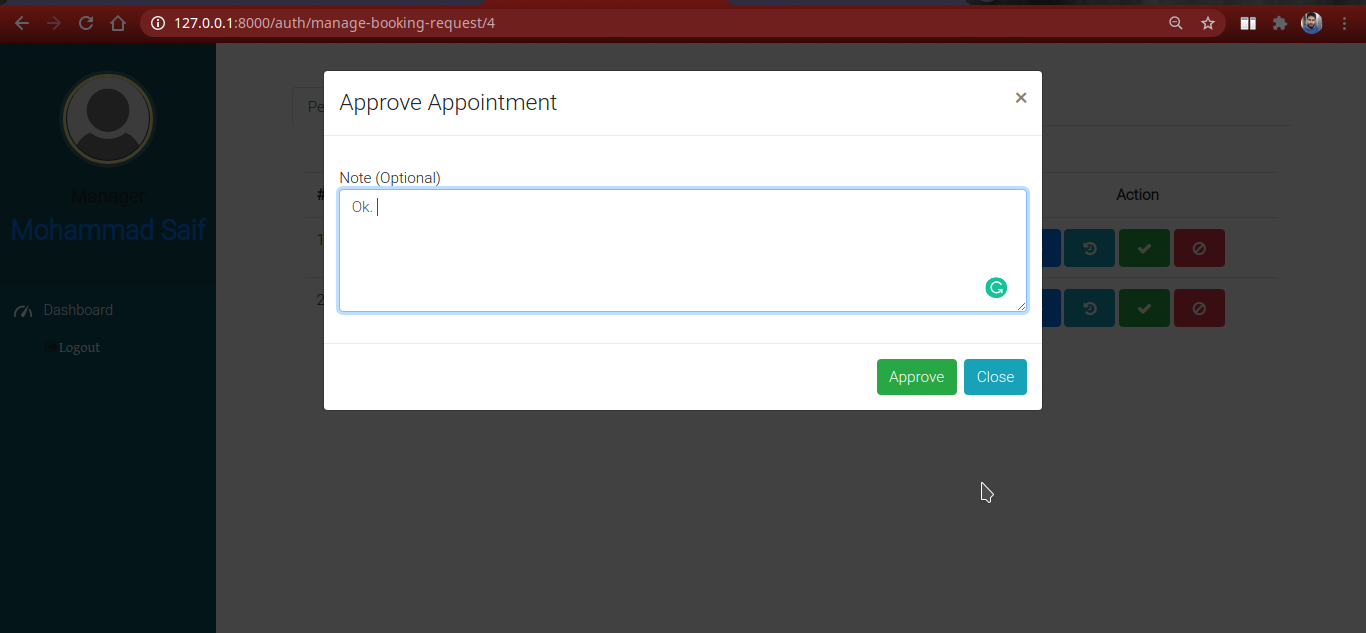 127.0.0.1:8000/auth/manage-booking-request/4
Manager
Mohammad Saif
Dashboard
Logout
Pe
Approve Appointment
×
Note (Optional)
Ok.
Approve
Close
#
Action
1
2